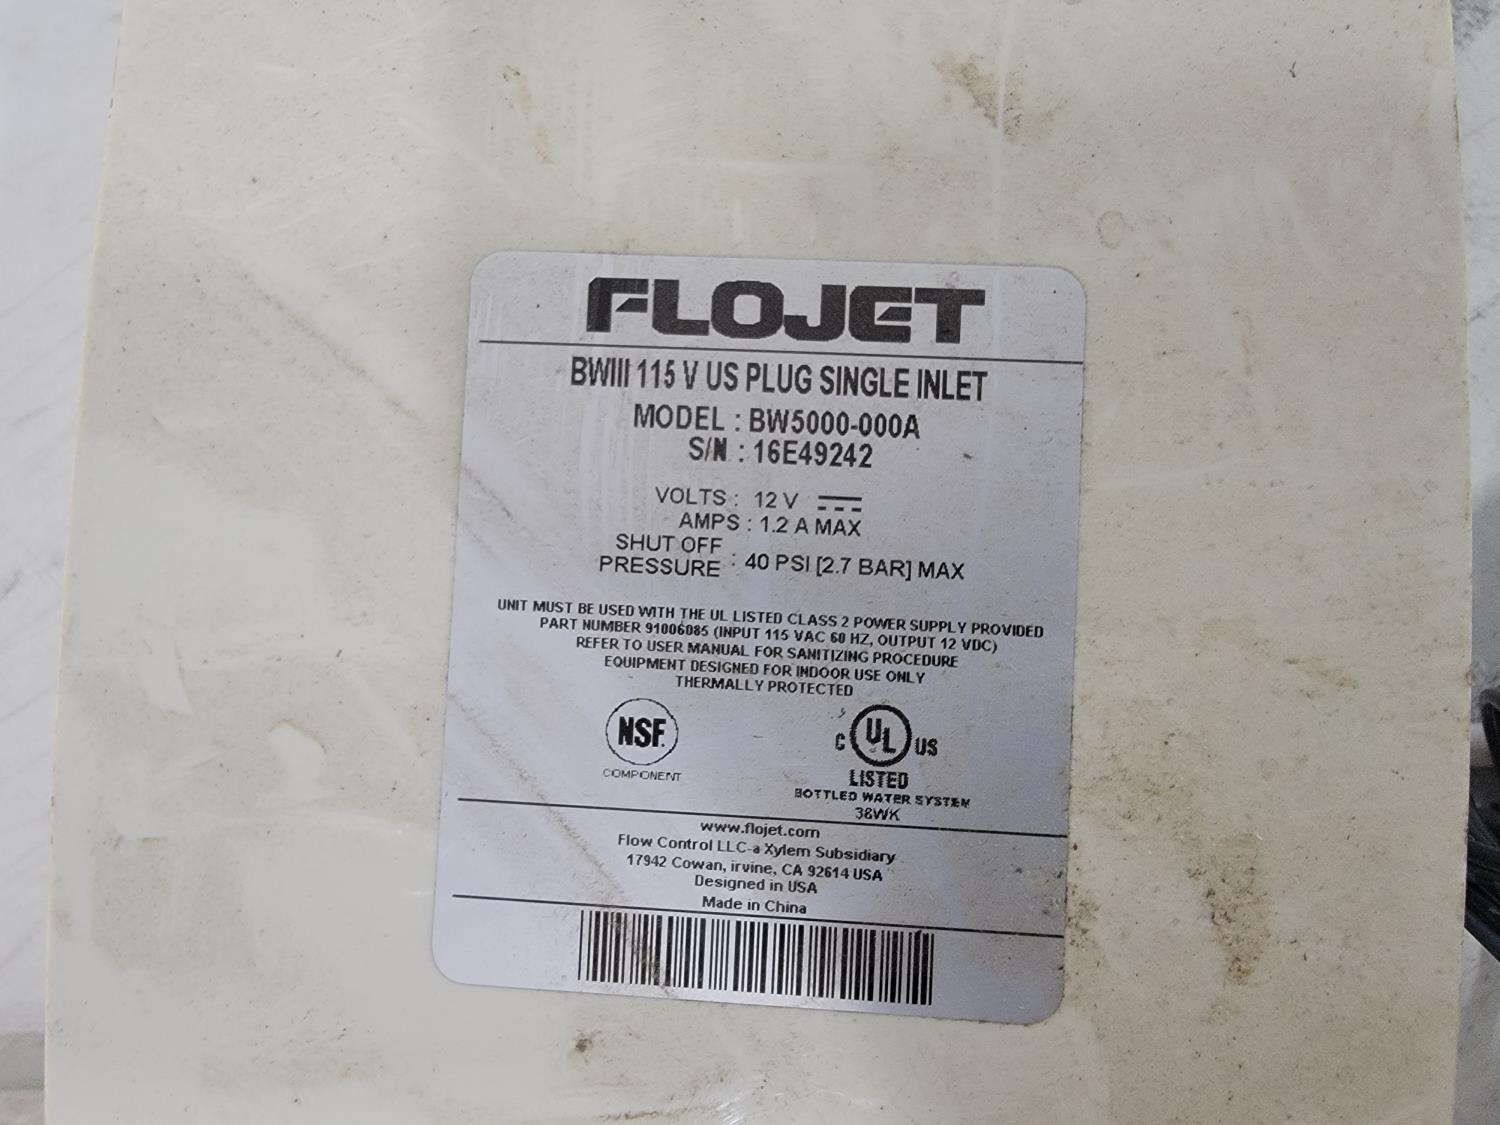 FLOJET
BWIII 115 V US PLUG SINGLE INLET
MODEL : BW5000-000A
S/N : 16E49242
VOLTS : 12 V
AMPS : 1.2 A MAX
SHUT OFF
PRESSURE : 40 PSI [2.7 BAR] MAX
UNIT MUST BE USED WITH THE UL LISTED CLASS 2 POWER SUPPLY PROVIDED
PART NUMBER 91006085 (INPUT 115 VAC 60 HZ, OUTPUT 12 VDC)
REFER TO USER MANUAL FOR SANITIZING PROCEDURE
EQUIPMENT DESIGNED FOR INDOOR USE ONLY
THERMALLY PROTECTED
NSF.
COMPONENT
C UL US
LISTED
BOTTLED WATER SYSTEM
38WK
www.flojet.com
Flow Control LLC-a Xylem Subsidiary
17942 Cowan, irvine, CA 92614 USA
Designed in USA
Made in China